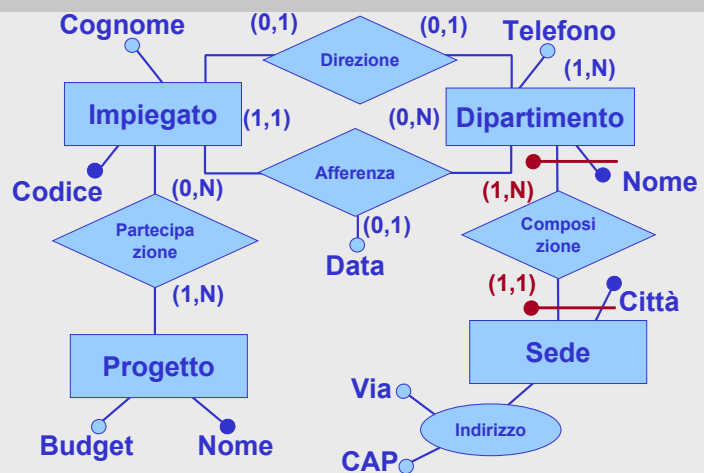 Cognome
(0,1)
(0,1)
Telefono
Direzione
(1,N)
Impiegato
(1,1)
(0,N)
Dipartimento
Codice
(0,N)
Afferenza
(1,N)
Nome
Partecipa
zione
(0,1)
Data
Composi
zione
(1,N)
(1,1)
Città
Progetto
Sede
Via
Budget
Nome
Indirizzo
CAP